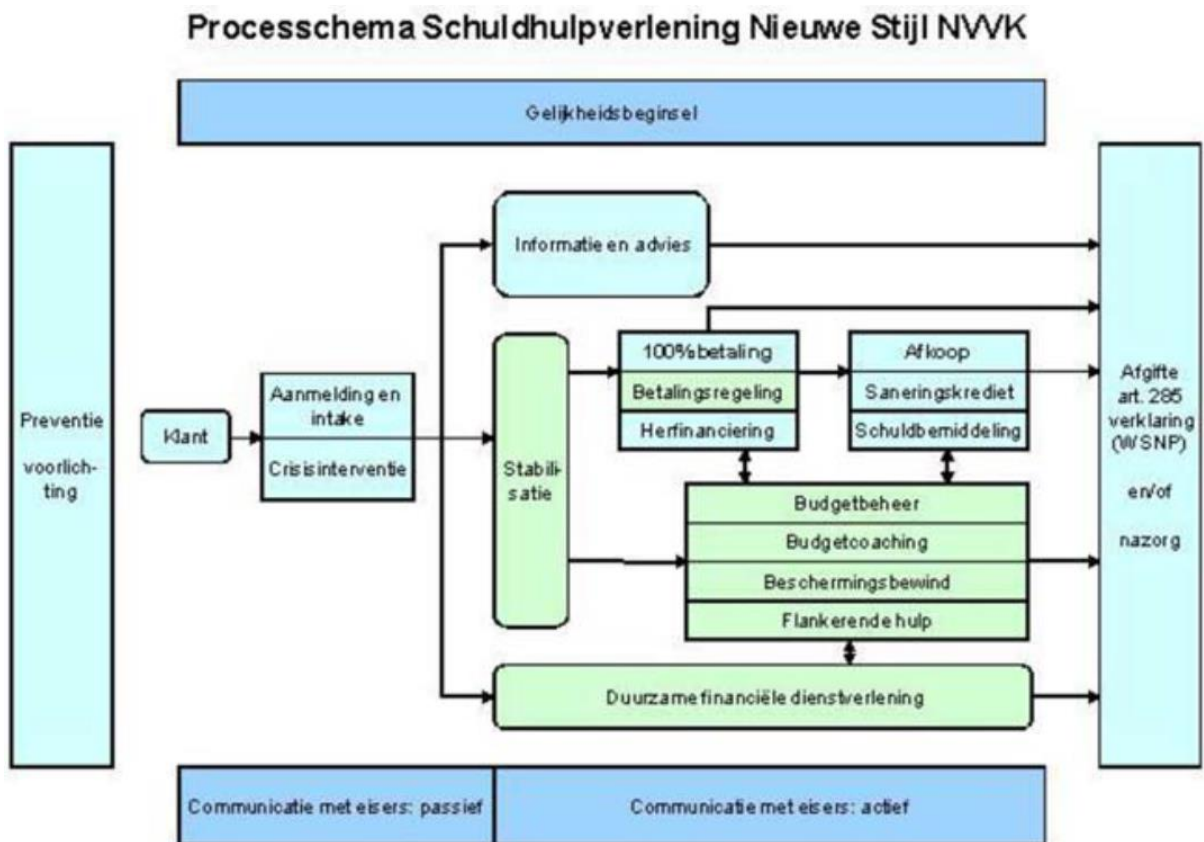 Processchema Schuldhulpverlening Nieuwe Stijl NVVK
Gelijkheidsbeginsel
Preventie
voorlich-
ting
Klant
Aanmelding en
intake
Crisisinterventie
Informatie en advies
Stabili-
satie
100% betaling
Betalingsregeling
Herfinanciering
Afkoop
Saneringskrediet
Schuldbemiddeling
Budgetbeheer
Budgetcoaching
Beschermingsbewind
Flankerende hulp
Duurzame financiële dienstverlening
Afgifte
art. 285
verklaring
(WSNP)
en/of
nazorg
Communicatie met eisers: passief
Communicatie met eisers: actief